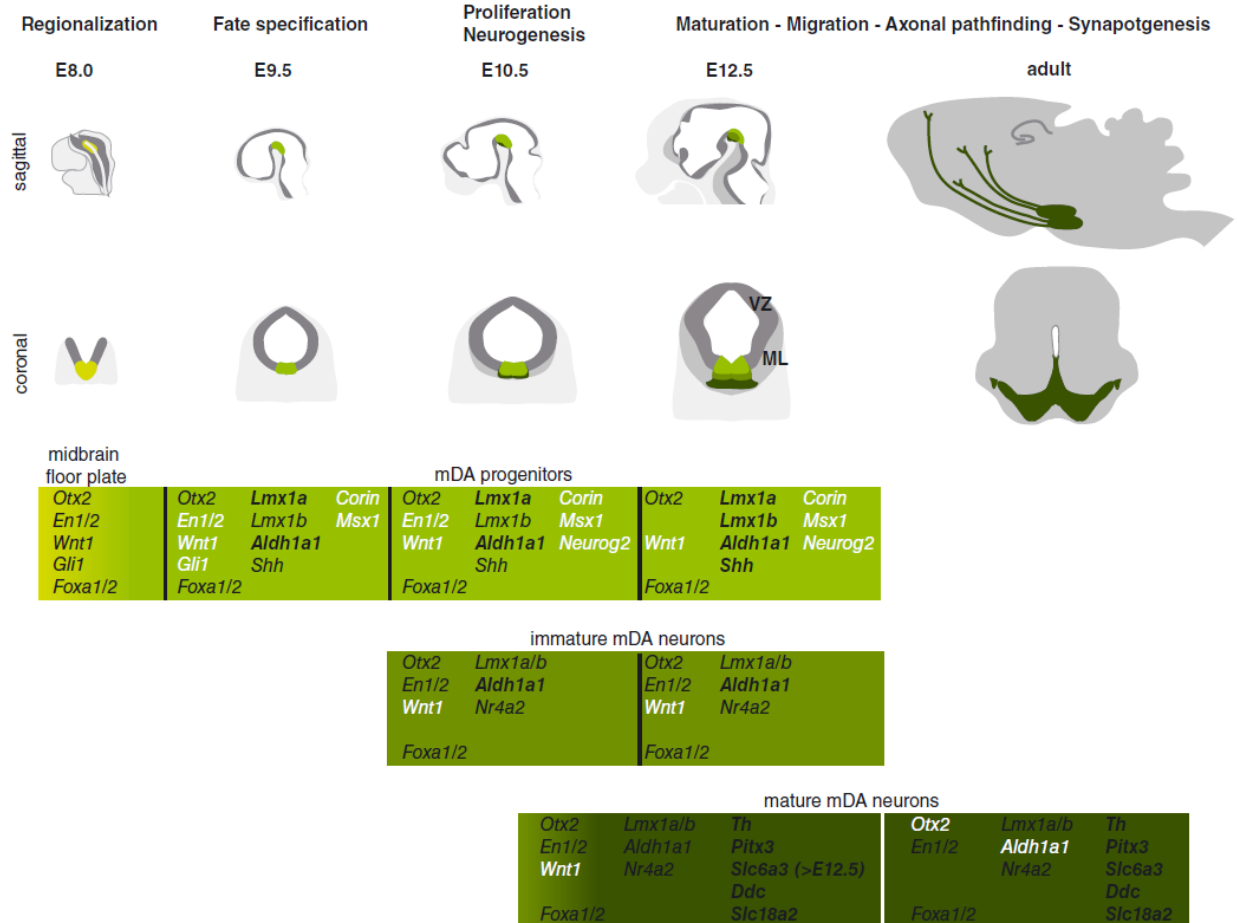 Regionalization Fate specification Proliferation Neurogenesis Maturation - Migration - Axonal pathfinding - Synapotgenesis
E8.0 E9.5 E10.5 E12.5 adult
sagittal
coronal
VZ
ML
midbrain
floor plate
mDA progenitors
Otx2 Otx2 Lmx1a Corin Otx2 Lmx1a Corin Otx2 Lmx1a Corin
En1/2 En1/2 Lmx1b Msx1 En1/2 Lmx1b Msx1 Lmx1b Msx1
Wnt1 Wnt1 Aldh1a1 Wnt1 Aldh1a1 Neurog2 Wnt1 Aldh1a1 Neurog2
Gli1 Gli1 Shh Shh Shh
Foxa1/2 Foxa1/2 Foxa1/2 Foxa1/2
immature mDA neurons
Otx2 Lmx1a/b Otx2 Lmx1a/b
En1/2 Aldh1a1 En1/2 Aldh1a1
Wnt1 Nr4a2 Wnt1 Nr4a2
Foxa1/2 Foxa1/2
mature mDA neurons
Otx2 Lmx1a/b Th Otx2 Lmx1a/b Th
En1/2 Aldh1a1 Pitx3 En1/2 Aldh1a1 Pitx3
Wnt1 Nr4a2 Slc6a3 (>E12.5) Nr4a2 Slc6a3
Ddc Ddc
Foxa1/2 Slc18a2 Foxa1/2 Slc18a2